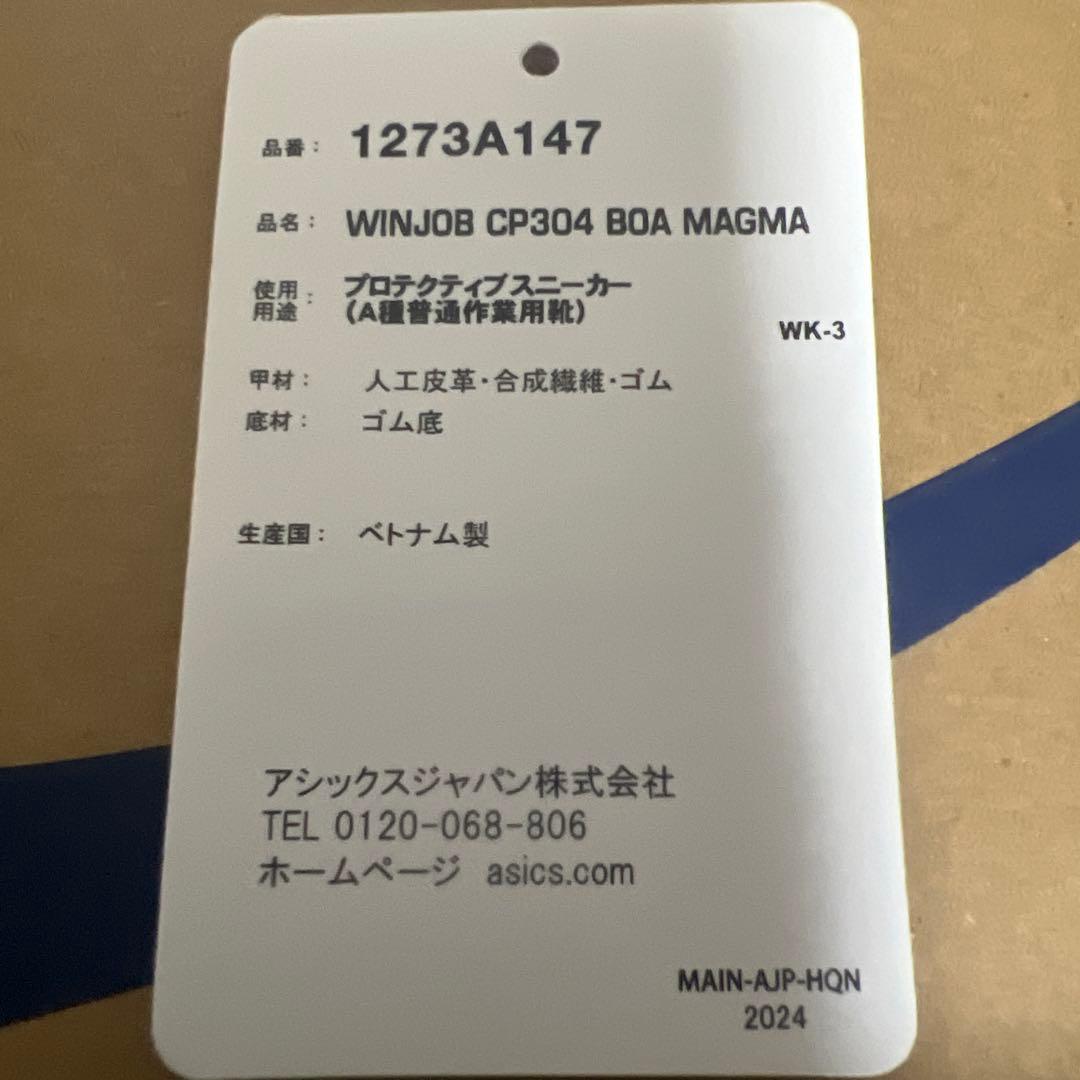 品番： 1273A147
品名： WINJOB CP304 BOA MAGMA
使用用途： プロテクティブスニーカー
（A種普通作業用靴）
WK-3
甲材： 人工皮革・合成繊維・ゴム
底材： ゴム底
生産国： ベトナム製
アシックスジャパン株式会社
TEL 0120-068-806
ホームページ asics.com
MAIN-AJP-HQN
2024